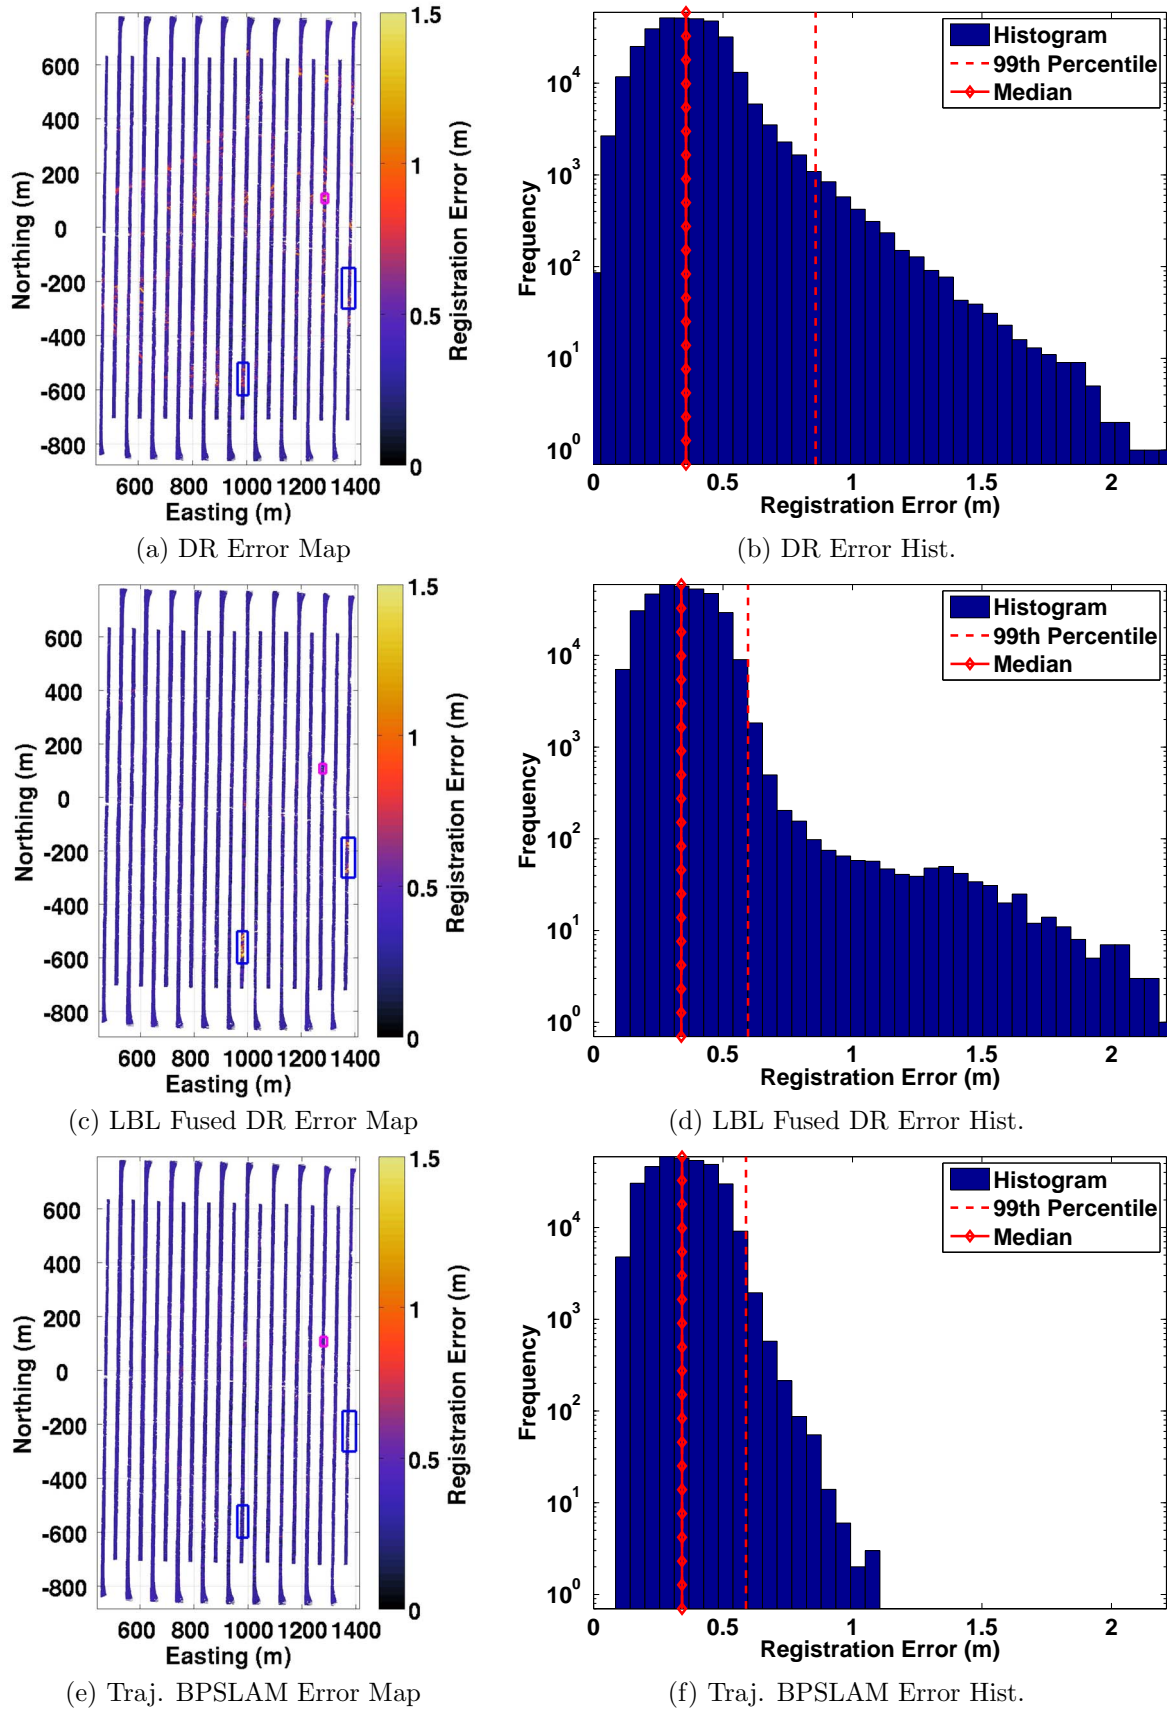 600
400
200
0
-200
-400
-600
-800
Northing (m)
600 800 1000 1200 1400
Easting (m)
1.5
1
0.5
0
Registration Error (m)
(a) DR Error Map
10^4
10^3
10^2
10^1
10^0
Frequency
Histogram
99th Percentile
Median
0 0.5 1 1.5 2
Registration Error (m)
(b) DR Error Hist.
600
400
200
0
-200
-400
-600
-800
Northing (m)
600 800 1000 1200 1400
Easting (m)
1.5
1
0.5
0
Registration Error (m)
(c) LBL Fused DR Error Map
10^4
10^3
10^2
10^1
10^0
Frequency
Histogram
99th Percentile
Median
0 0.5 1 1.5 2
Registration Error (m)
(d) LBL Fused DR Error Hist.
600
400
200
0
-200
-400
-600
-800
Northing (m)
600 800 1000 1200 1400
Easting (m)
1.5
1
0.5
0
Registration Error (m)
(e) Traj. BPSLAM Error Map
10^4
10^3
10^2
10^1
10^0
Frequency
Histogram
99th Percentile
Median
0 0.5 1 1.5 2
Registration Error (m)
(f) Traj. BPSLAM Error Hist.